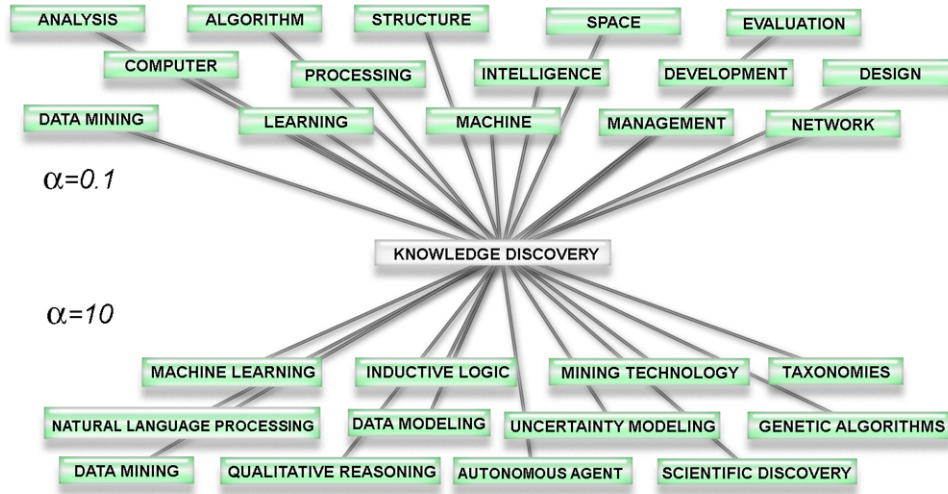 ANALYSIS
ALGORITHM
STRUCTURE
SPACE
EVALUATION
COMPUTER
PROCESSING
INTELLIGENCE
DEVELOPMENT
DESIGN
DATA MINING
LEARNING
MACHINE
MANAGEMENT
NETWORK
α=0.1
KNOWLEDGE DISCOVERY
α=10
MACHINE LEARNING
INDUCTIVE LOGIC
MINING TECHNOLOGY
TAXONOMIES
NATURAL LANGUAGE PROCESSING
DATA MODELING
UNCERTAINTY MODELING
GENETIC ALGORITHMS
DATA MINING
QUALITATIVE REASONING
AUTONOMOUS AGENT
SCIENTIFIC DISCOVERY